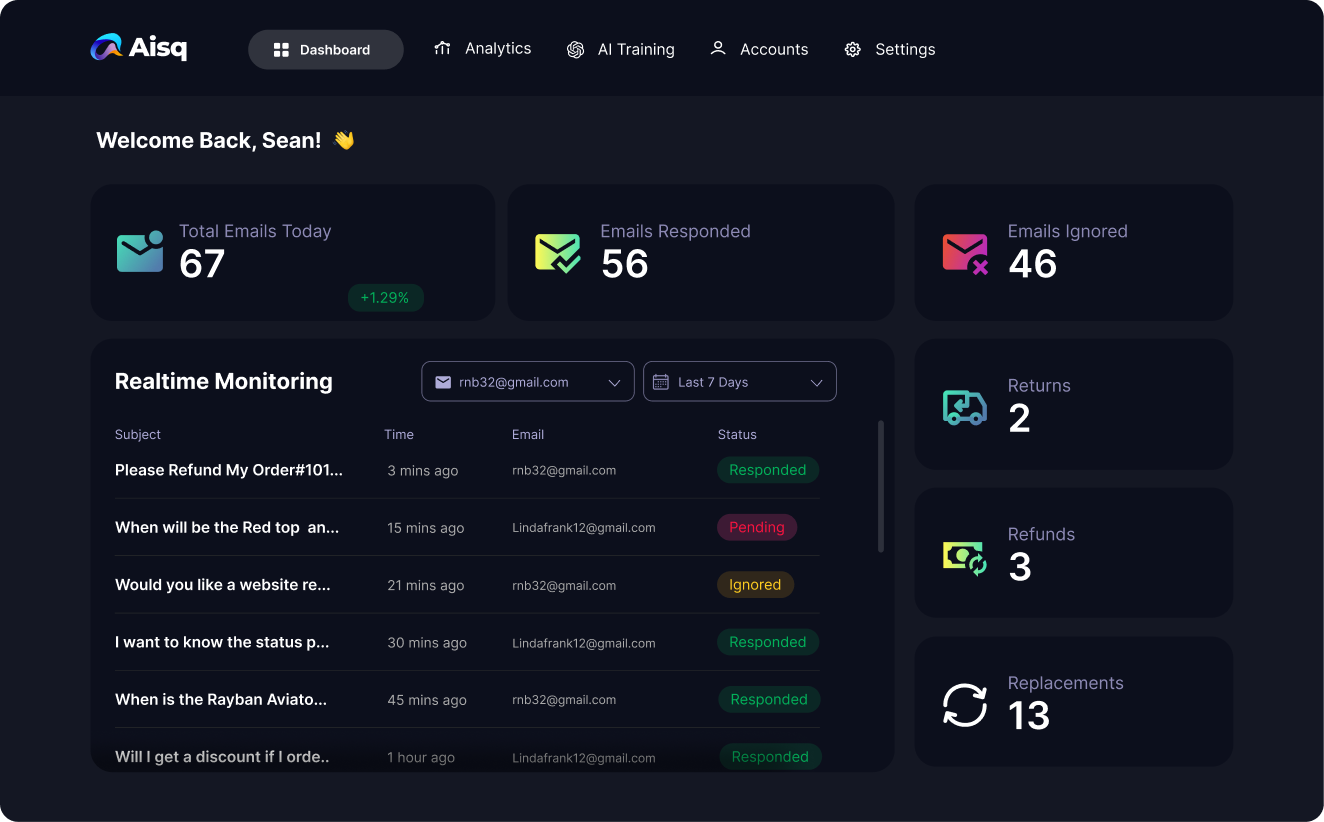 Aisq
Dashboard
Analytics
AI Training
Accounts
Settings
Welcome Back, Sean! 👋
Total Emails Today
67
+1.29%
Emails Responded
56
Emails Ignored
46
Realtime Monitoring
rnb32@gmail.com
Last 7 Days
Subject Time Email Status
Please Refund My Order#101... 3 mins ago rnb32@gmail.com Responded
When will be the Red top  an... 15 mins ago Lindafrank12@gmail.com Pending
Would you like a website re... 21 mins ago rnb32@gmail.com Ignored
I want to know the status p... 30 mins ago Lindafrank12@gmail.com Responded
When is the Rayban Aviato... 45 mins ago rnb32@gmail.com Responded
Will I get a discount if I orde.. 1 hour ago Lindafrank12@gmail.com Responded
Returns
2
Refunds
3
Replacements
13